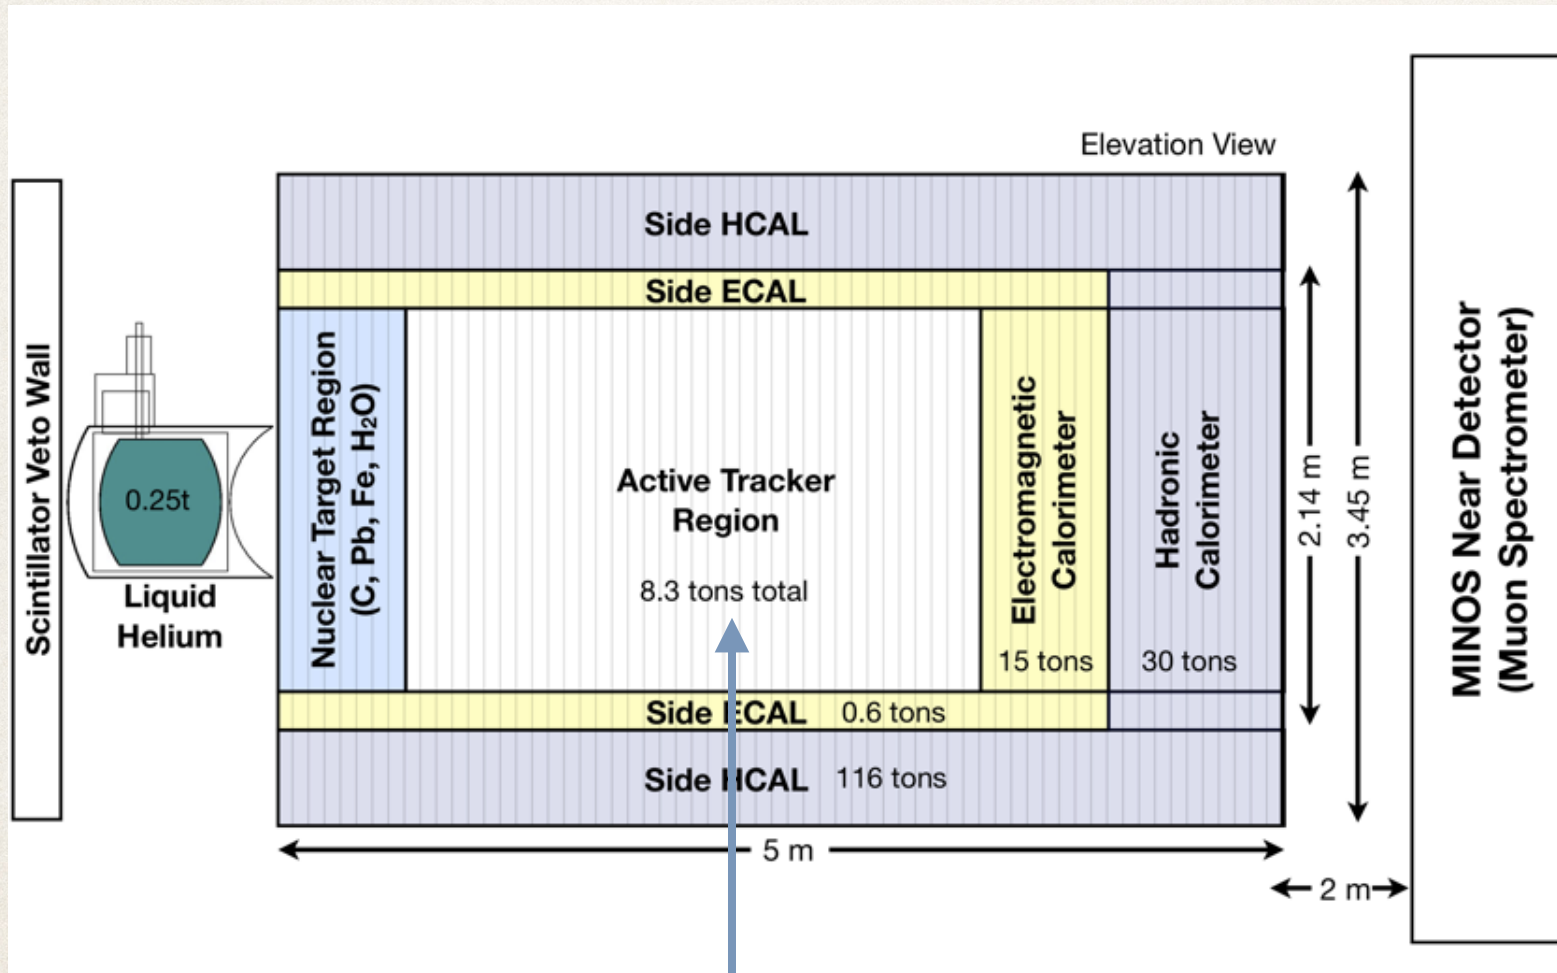 Elevation View
Scintillator Veto Wall
0.25t
Liquid
Helium
Side HCAL
Side ECAL
Nuclear Target Region
(C, Pb, Fe, H₂O)
Active Tracker
Region
8.3 tons total
Electromagnetic
Calorimeter
15 tons
Hadronic
Calorimeter
30 tons
Side ECAL 0.6 tons
Side HCAL 116 tons
5 m
2.14 m
3.45 m
2 m
MINOS Near Detector
(Muon Spectrometer)